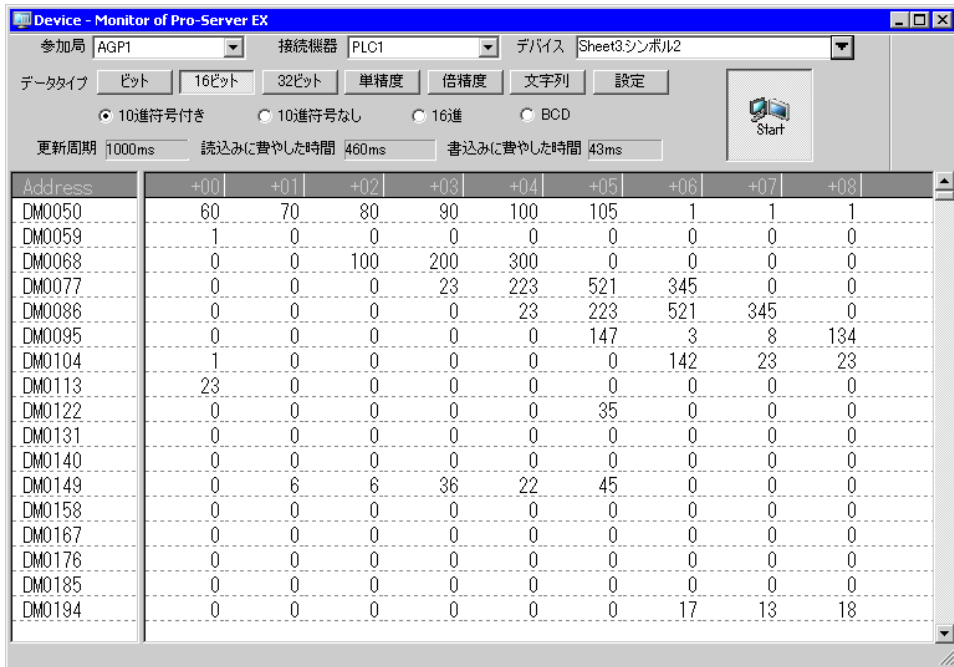 Device - Monitor of Pro-Server EX
参加局 AGP1 接続機器 PLC1 デバイス Sheet3.シンボル2
データタイプ ビット 16ビット 32ビット 単精度 倍精度 文字列 設定
10進符号付き 10進符号なし 16進 BCD
Start
更新周期 1000ms 読込みに費やした時間 460ms 書込みに費やした時間 43ms
Address +00 +01 +02 +03 +04 +05 +06 +07 +08
DM0050 60 70 80 90 100 105 1 1 1
DM0059 1 0 0 0 0 0 0 0 0
DM0068 0 0 100 200 300 0 0 0 0
DM0077 0 0 0 23 223 521 345 0 0
DM0086 0 0 0 0 23 223 521 345 0
DM0095 0 0 0 0 0 147 3 8 134
DM0104 1 0 0 0 0 0 142 23 23
DM0113 23 0 0 0 0 0 0 0 0
DM0122 0 0 0 0 0 35 0 0 0
DM0131 0 0 0 0 0 0 0 0 0
DM0140 0 0 0 0 0 0 0 0 0
DM0149 0 6 6 36 22 45 0 0 0
DM0158 0 0 0 0 0 0 0 0 0
DM0167 0 0 0 0 0 0 0 0 0
DM0176 0 0 0 0 0 0 0 0 0
DM0185 0 0 0 0 0 0 0 0 0
DM0194 0 0 0 0 0 0 17 13 18